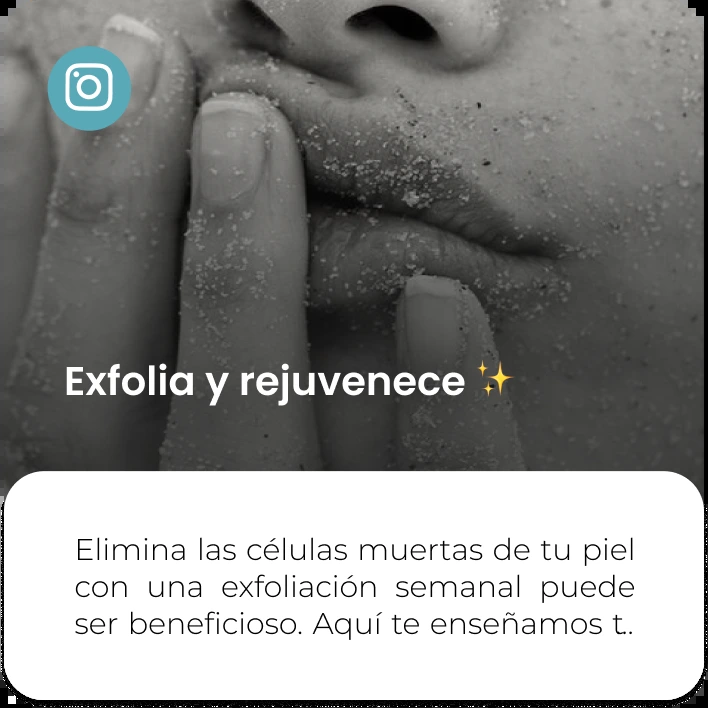 Exfolia y rejuvenece ✨
Elimina las células muertas de tu piel
con una exfoliación semanal puede
ser beneficioso. Aquí te enseñamos t..